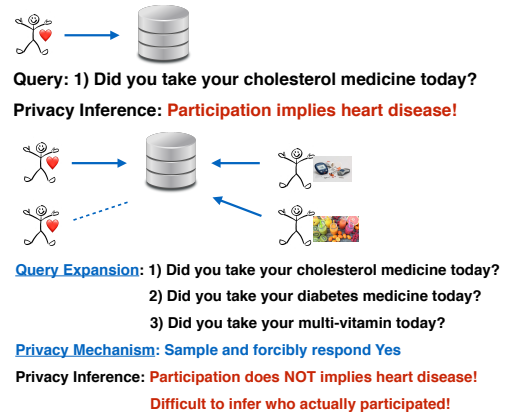 Query: 1) Did you take your cholesterol medicine today?
Privacy Inference: Participation implies heart disease!
Query Expansion: 1) Did you take your cholesterol medicine today?
2) Did you take your diabetes medicine today?
3) Did you take your multi-vitamin today?
Privacy Mechanism: Sample and forcibly respond Yes
Privacy Inference: Participation does NOT implies heart disease!
Difficult to infer who actually participated!